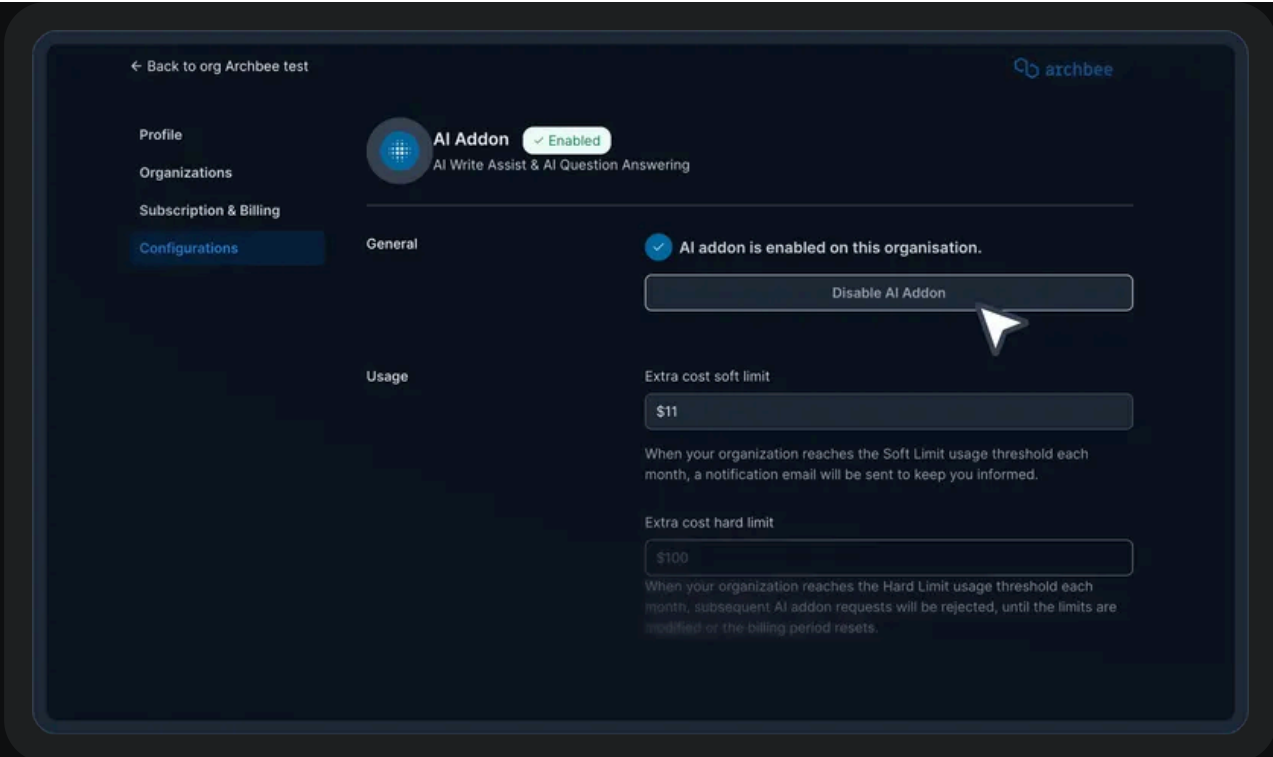 ← Back to org Archbee test
archbee
Profile
Organizations
Subscription & Billing
Configurations
AI Addon
✓ Enabled
AI Write Assist & AI Question Answering
General
AI addon is enabled on this organisation.
Disable AI Addon
Usage
Extra cost soft limit
$11
When your organization reaches the Soft Limit usage threshold each
month, a notification email will be sent to keep you informed.
Extra cost hard limit
$100
When your organization reaches the Hard Limit usage threshold each
month, subsequent AI addon requests will be rejected, until the limits are
modified or the billing period resets.